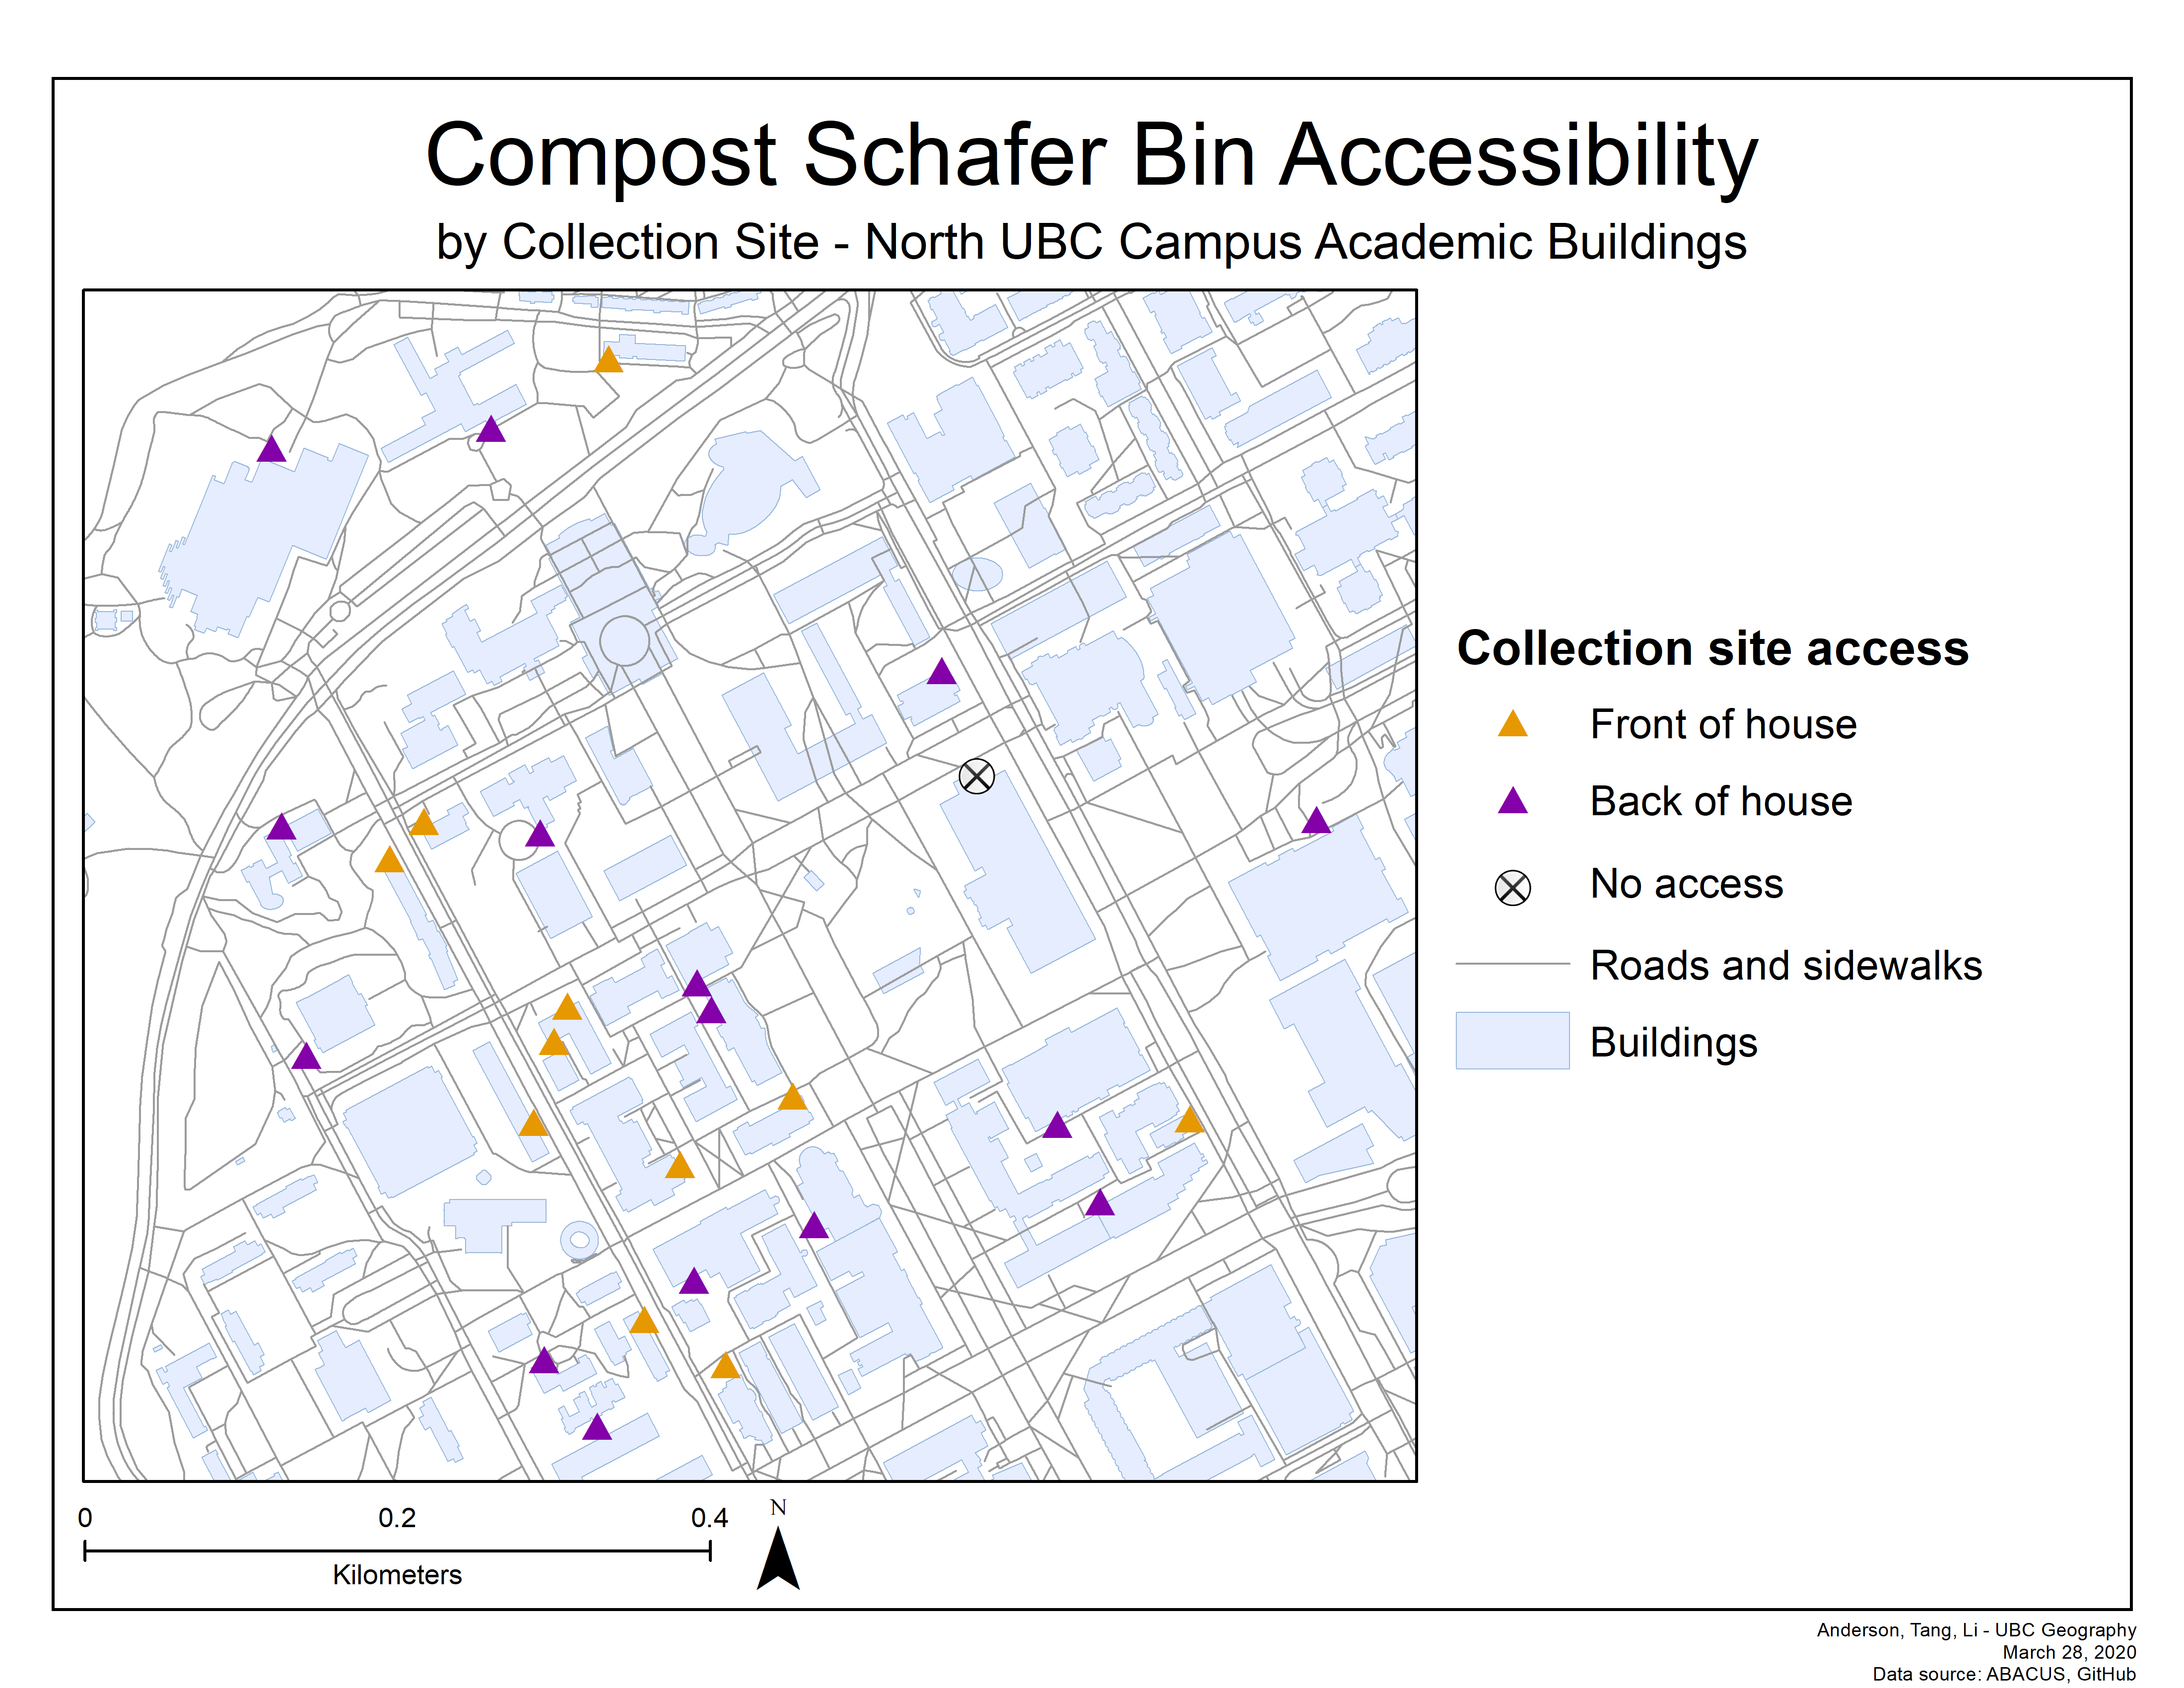 Compost Schafer Bin Accessibility
by Collection Site - North UBC Campus Academic Buildings
Collection site access
Front of house
Back of house
No access
Roads and sidewalks
Buildings
0 0.2 0.4
Kilometers
N
Anderson, Tang, Li - UBC Geography
March 28, 2020
Data source: ABACUS, GitHub